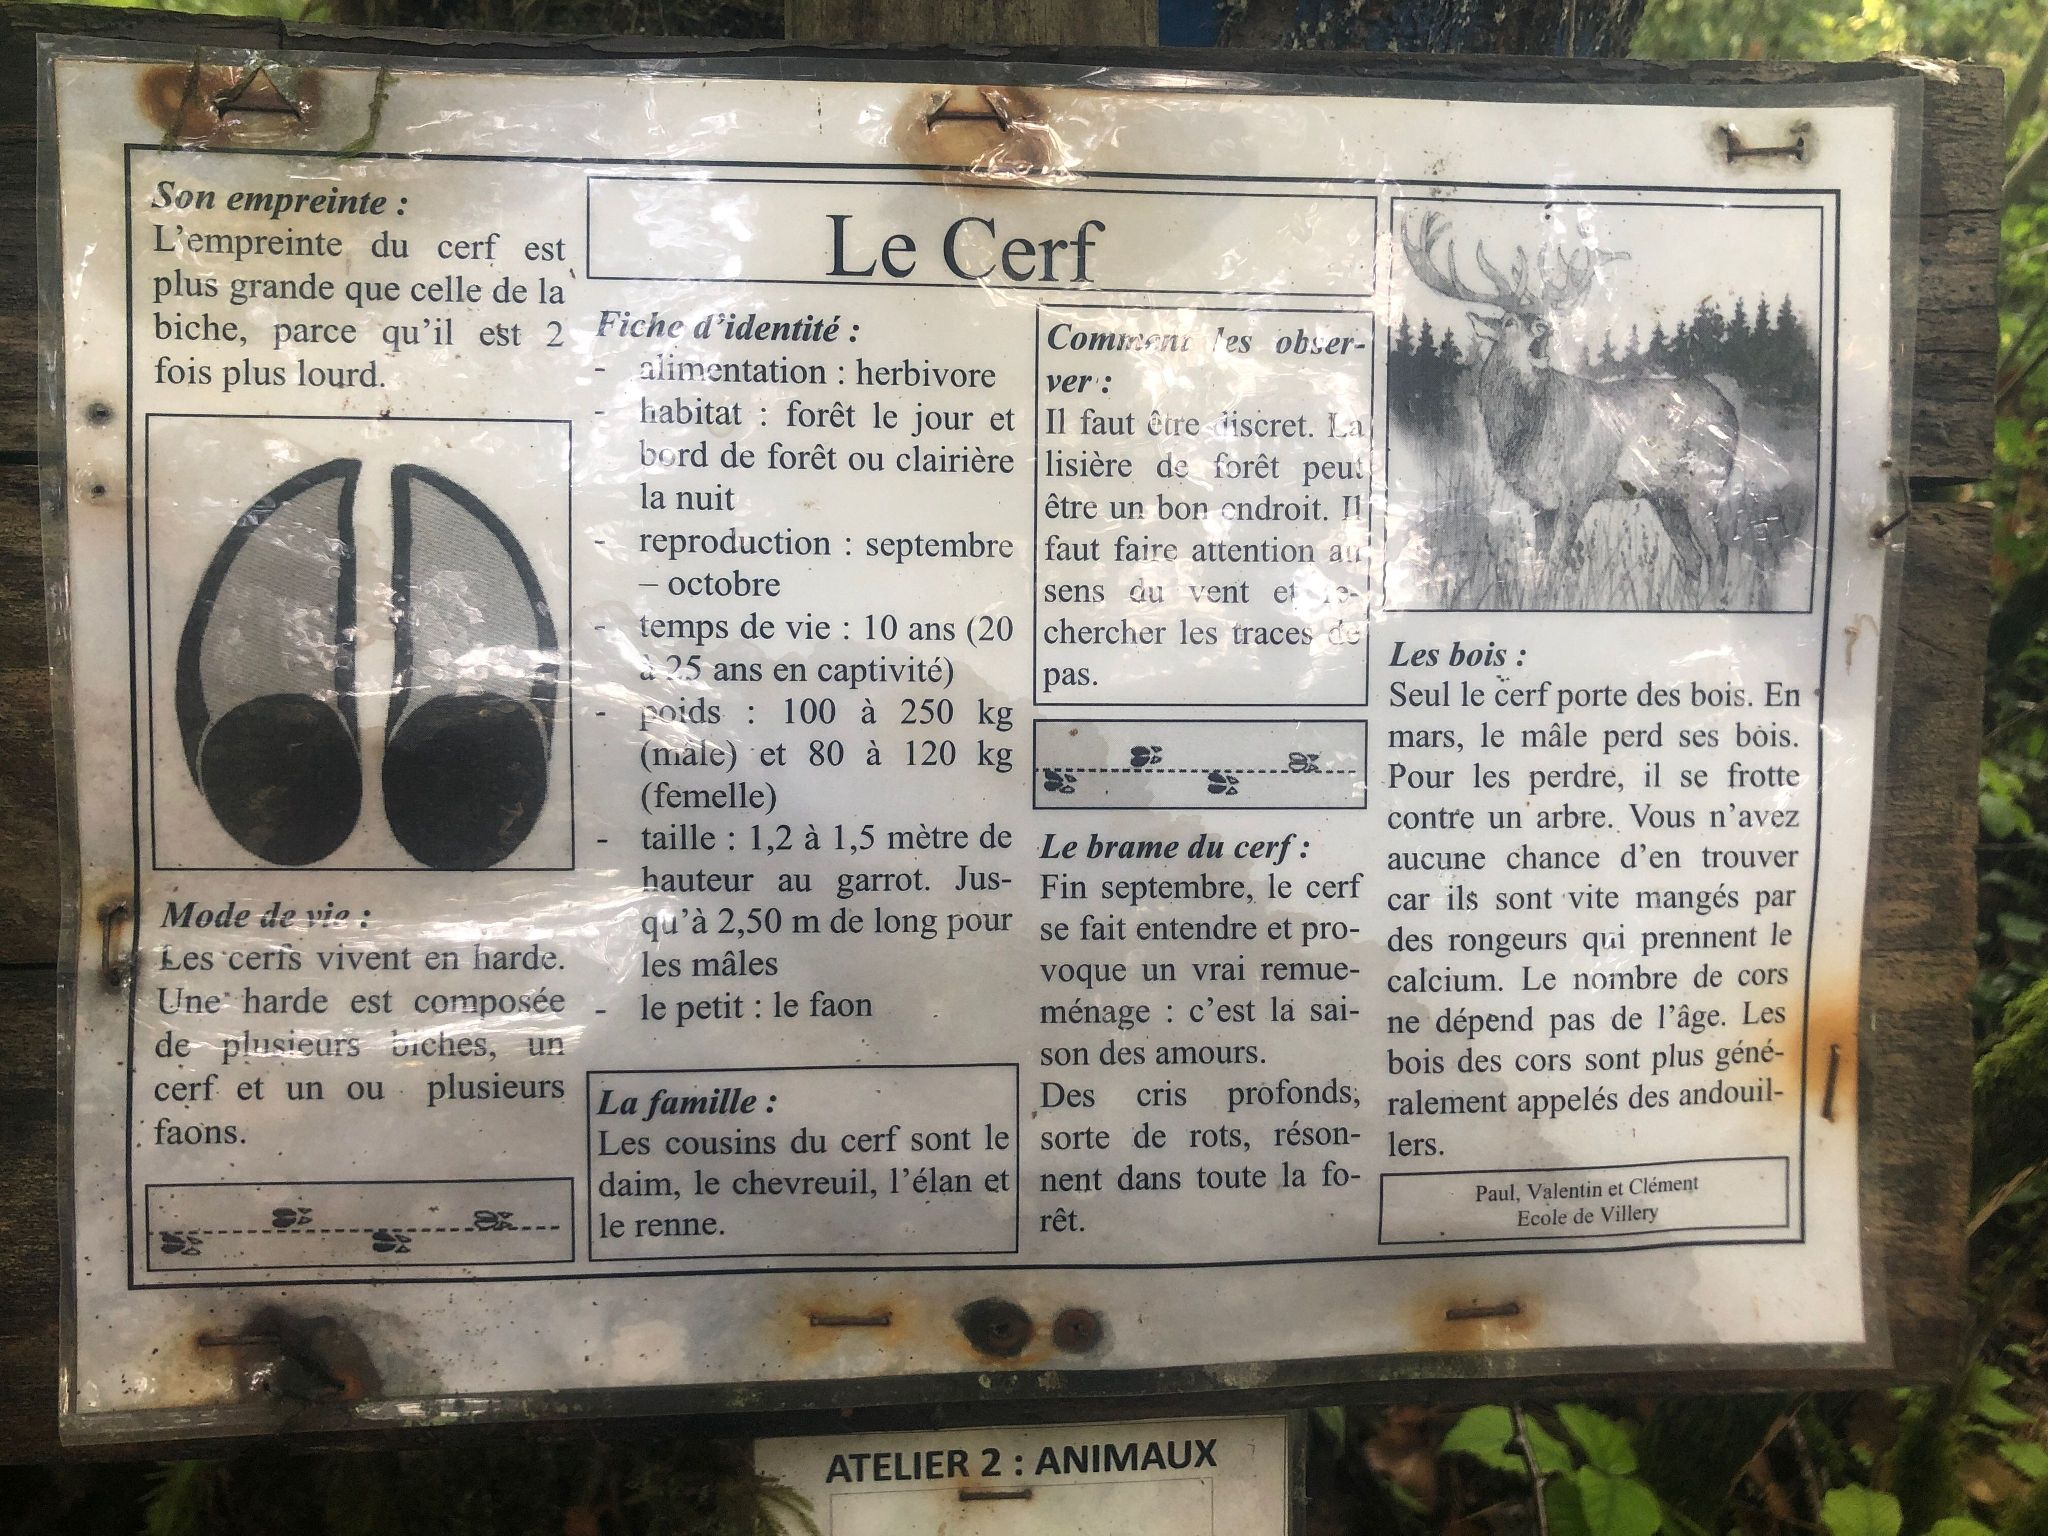 Le Cerf
Son empreinte :
L'empreinte du cerf est
plus grande que celle de la
biche, parce qu'il est 2
fois plus lourd.
Mode de vie :
Les cerfs vivent en harde.
Une harde est composée
de plusieurs biches, un
cerf et un ou plusieurs
faons.
Fiche d'identité :
- alimentation : herbivore
- habitat : forêt le jour et
bord de forêt ou clairière
la nuit
- reproduction : septembre
– octobre
- temps de vie : 10 ans (20
à 25 ans en captivité)
- poids : 100 à 250 kg
(mâle) et 80 à 120 kg
(femelle)
- taille : 1,2 à 1,5 mètre de
hauteur au garrot. Jus-
qu'à 2,50 m de long pour
les mâles
- le petit : le faon
La famille :
Les cousins du cerf sont le
daim, le chevreuil, l'élan et
le renne.
Comment les obser-
ver :
Il faut être discret. La
lisière de forêt peut
être un bon endroit. Il
faut faire attention au
sens du vent et re-
chercher les traces de
pas.
Le brame du cerf :
Fin septembre, le cerf
se fait entendre et pro-
voque un vrai remue-
ménage : c'est la sai-
son des amours.
Des cris profonds,
sorte de rots, réson-
nent dans toute la fo-
rêt.
Les bois :
Seul le cerf porte des bois. En
mars, le mâle perd ses bois.
Pour les perdre, il se frotte
contre un arbre. Vous n'avez
aucune chance d'en trouver
car ils sont vite mangés par
des rongeurs qui prennent le
calcium. Le nombre de cors
ne dépend pas de l'âge. Les
bois des cors sont plus géné-
ralement appelés des andouil-
lers.
Paul, Valentin et Clément
Ecole de Villery
ATELIER 2 : ANIMAUX